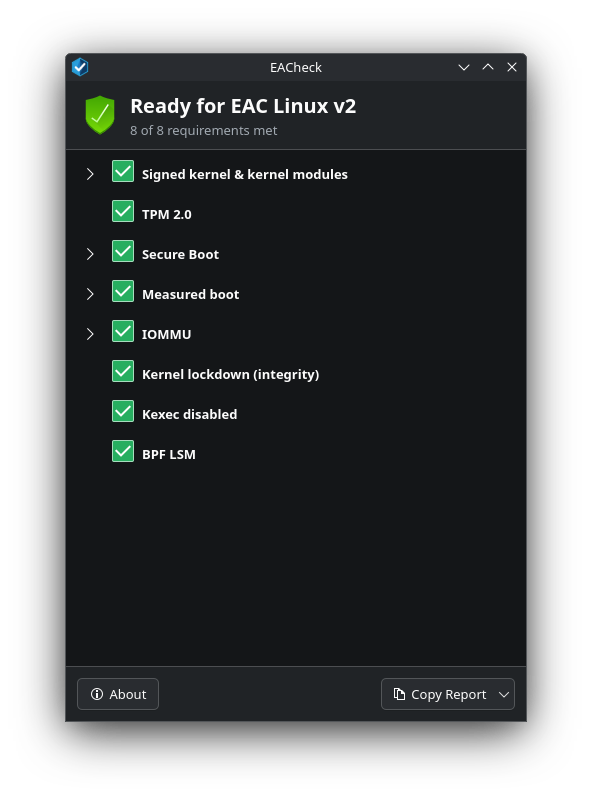 EACheck
Ready for EAC Linux v2
8 of 8 requirements met
Signed kernel & kernel modules
TPM 2.0
Secure Boot
Measured boot
IOMMU
Kernel lockdown (integrity)
Kexec disabled
BPF LSM
About
Copy Report